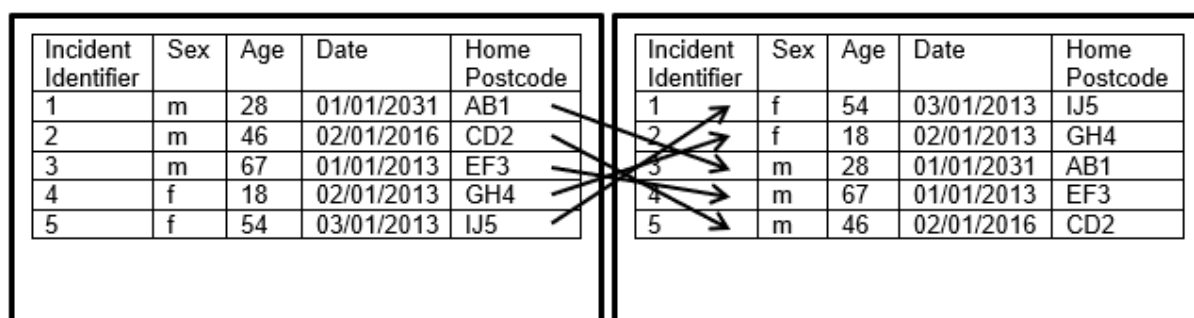 Incident Identifier Sex Age Date Home Postcode
1 m 28 01/01/2031 AB1
2 m 46 02/01/2016 CD2
3 m 67 01/01/2013 EF3
4 f 18 02/01/2013 GH4
5 f 54 03/01/2013 IJ5
Incident Identifier Sex Age Date Home Postcode
1 f 54 03/01/2013 IJ5
2 f 18 02/01/2013 GH4
3 m 28 01/01/2031 AB1
4 m 67 01/01/2013 EF3
5 m 46 02/01/2016 CD2